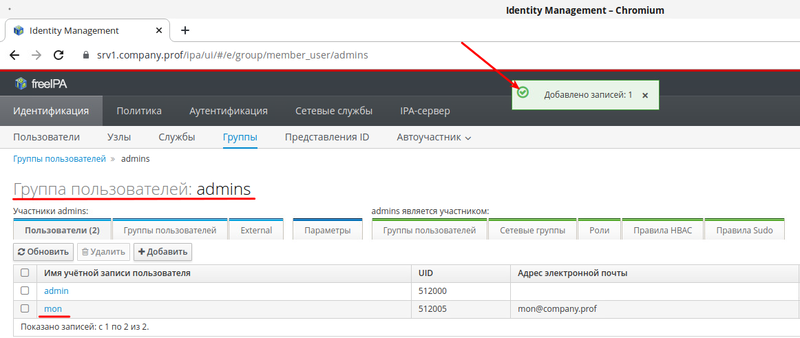 Identity Management – Chromium
Identity Management
srv1.company.prof/ipa/ui/#/e/group/member_user/admins
freeIPA
Добавлено записей: 1
Идентификация Политика Аутентификация Сетевые службы IPA-сервер
Пользователи Узлы Службы Группы Представления ID Автоучастник
Группы пользователей » admins
Группа пользователей: admins
Участники admins: admins является участником:
Пользователи (2) Группы пользователей External Параметры Группы пользователей Сетевые группы Роли Правила HBAC Правила Sudo
Обновить Удалить Добавить
Имя учётной записи пользователя UID Адрес электронной почты
admin 512000
mon 512005 mon@company.prof
Показано записей: с 1 по 2 из 2.